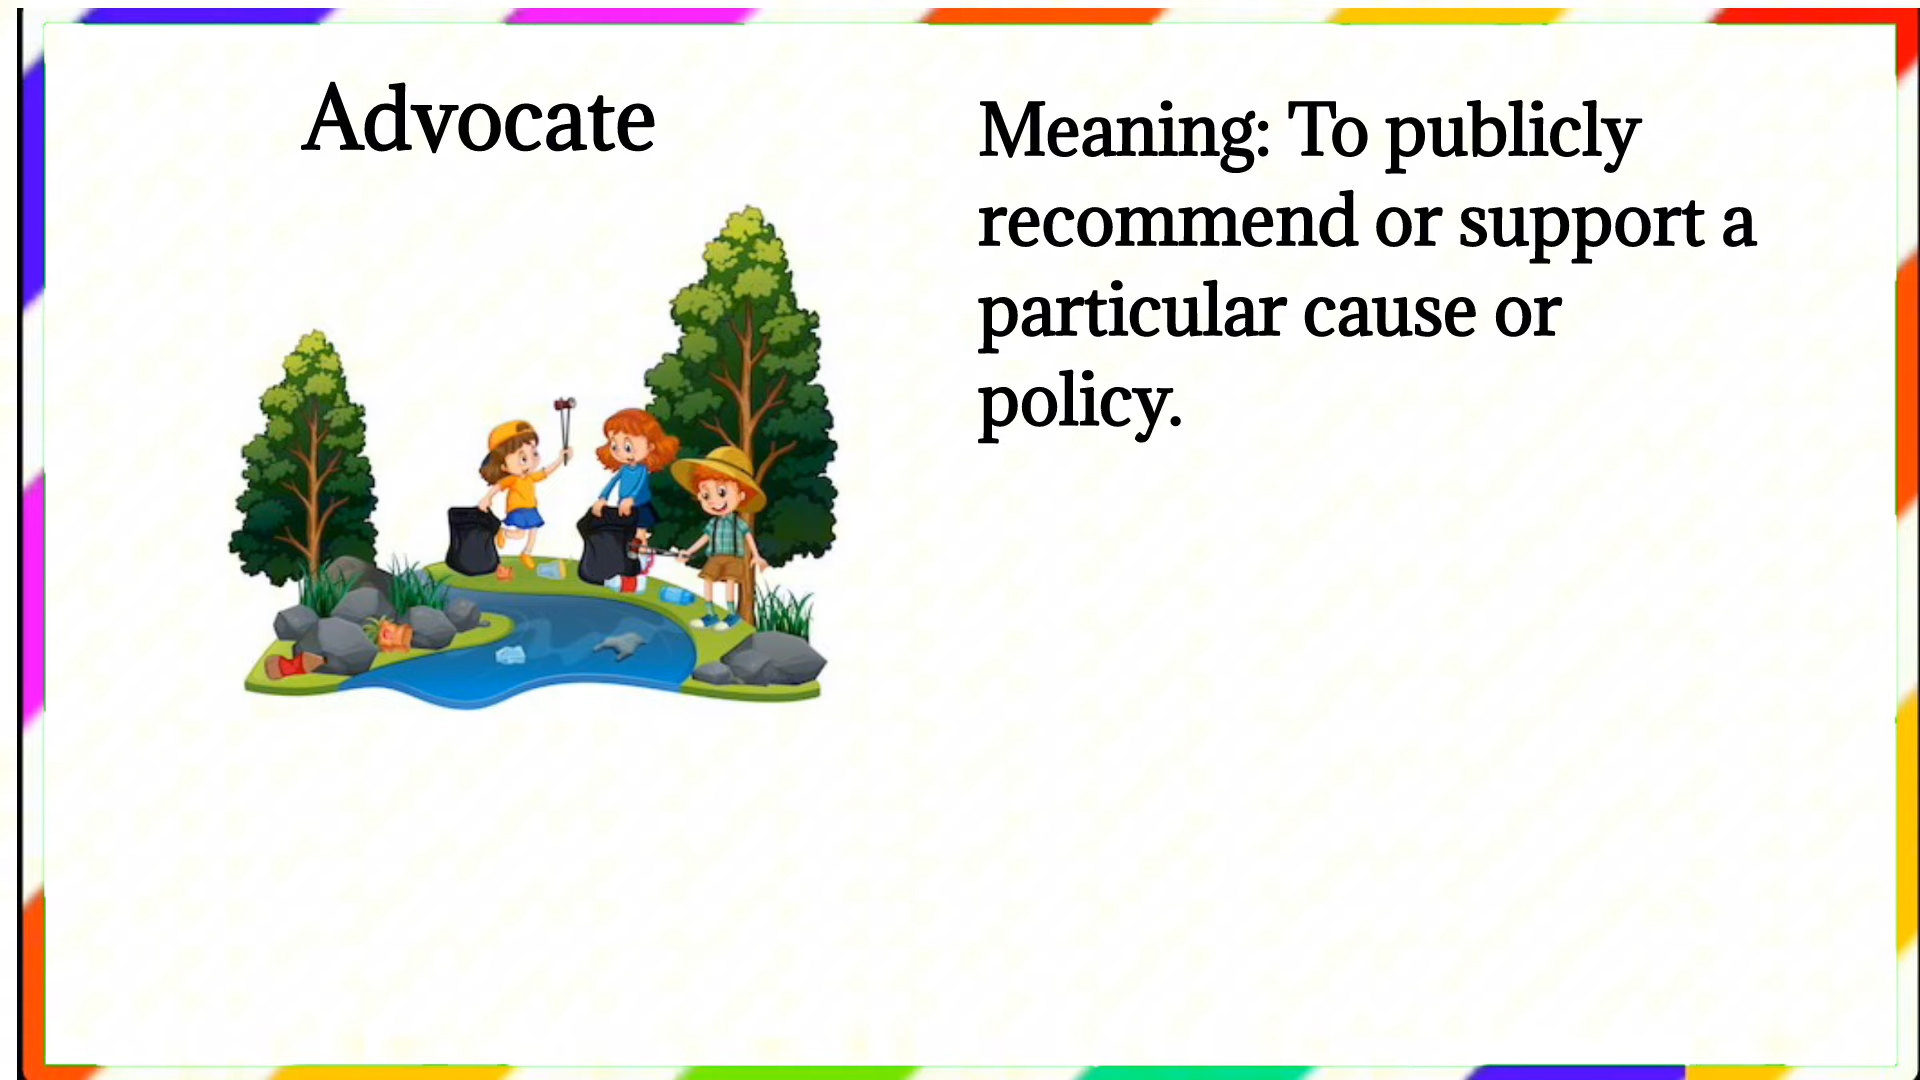 Advocate
Meaning: To publicly
recommend or support a
particular cause or
policy.